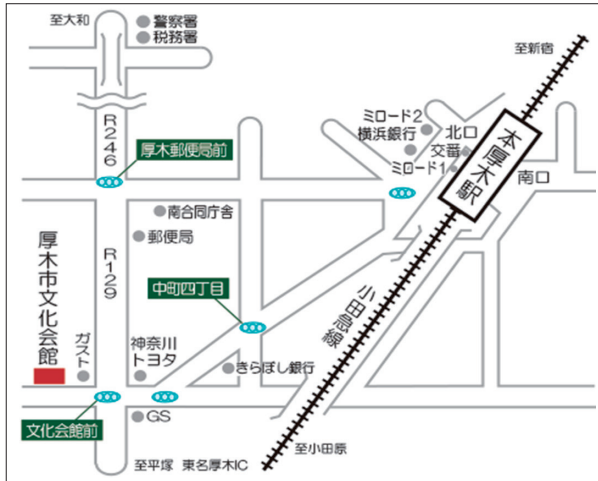 至大和
警察署
税務署
至新宿
R246
厚木郵便局前
ミロード2
横浜銀行
北口
交番
ミロード1
本厚木駅
南口
南合同庁舎
郵便局
R129
厚木市文化会館
中町四丁目
小田急線
ガスト
神奈川
トヨタ
きらぼし銀行
文化会館前
GS
至小田原
至平塚 東名厚木IC